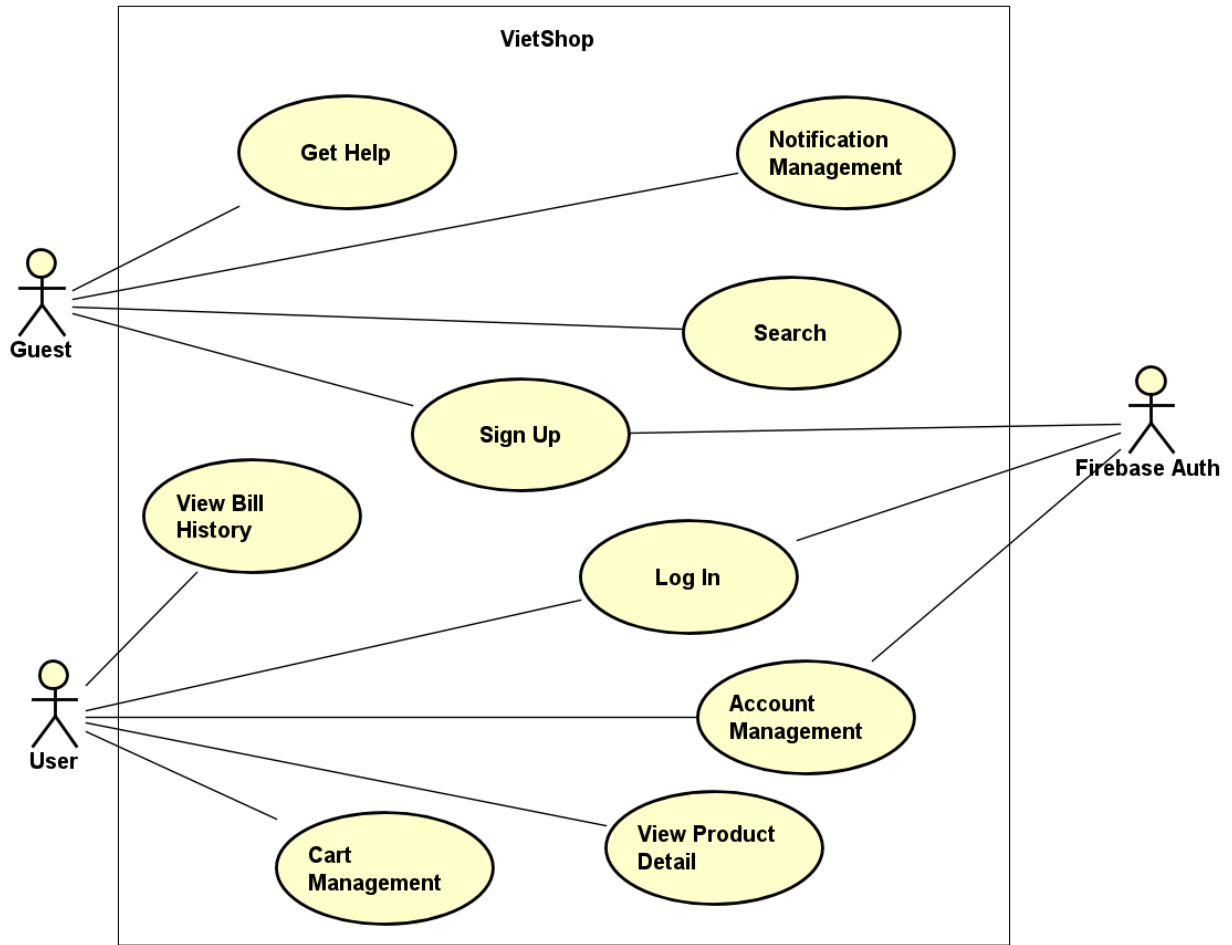 VietShop
Get Help
Notification
Management
Guest
Search
Sign Up
Firebase Auth
View Bill
History
Log In
User
Account
Management
View Product
Detail
Cart
Management